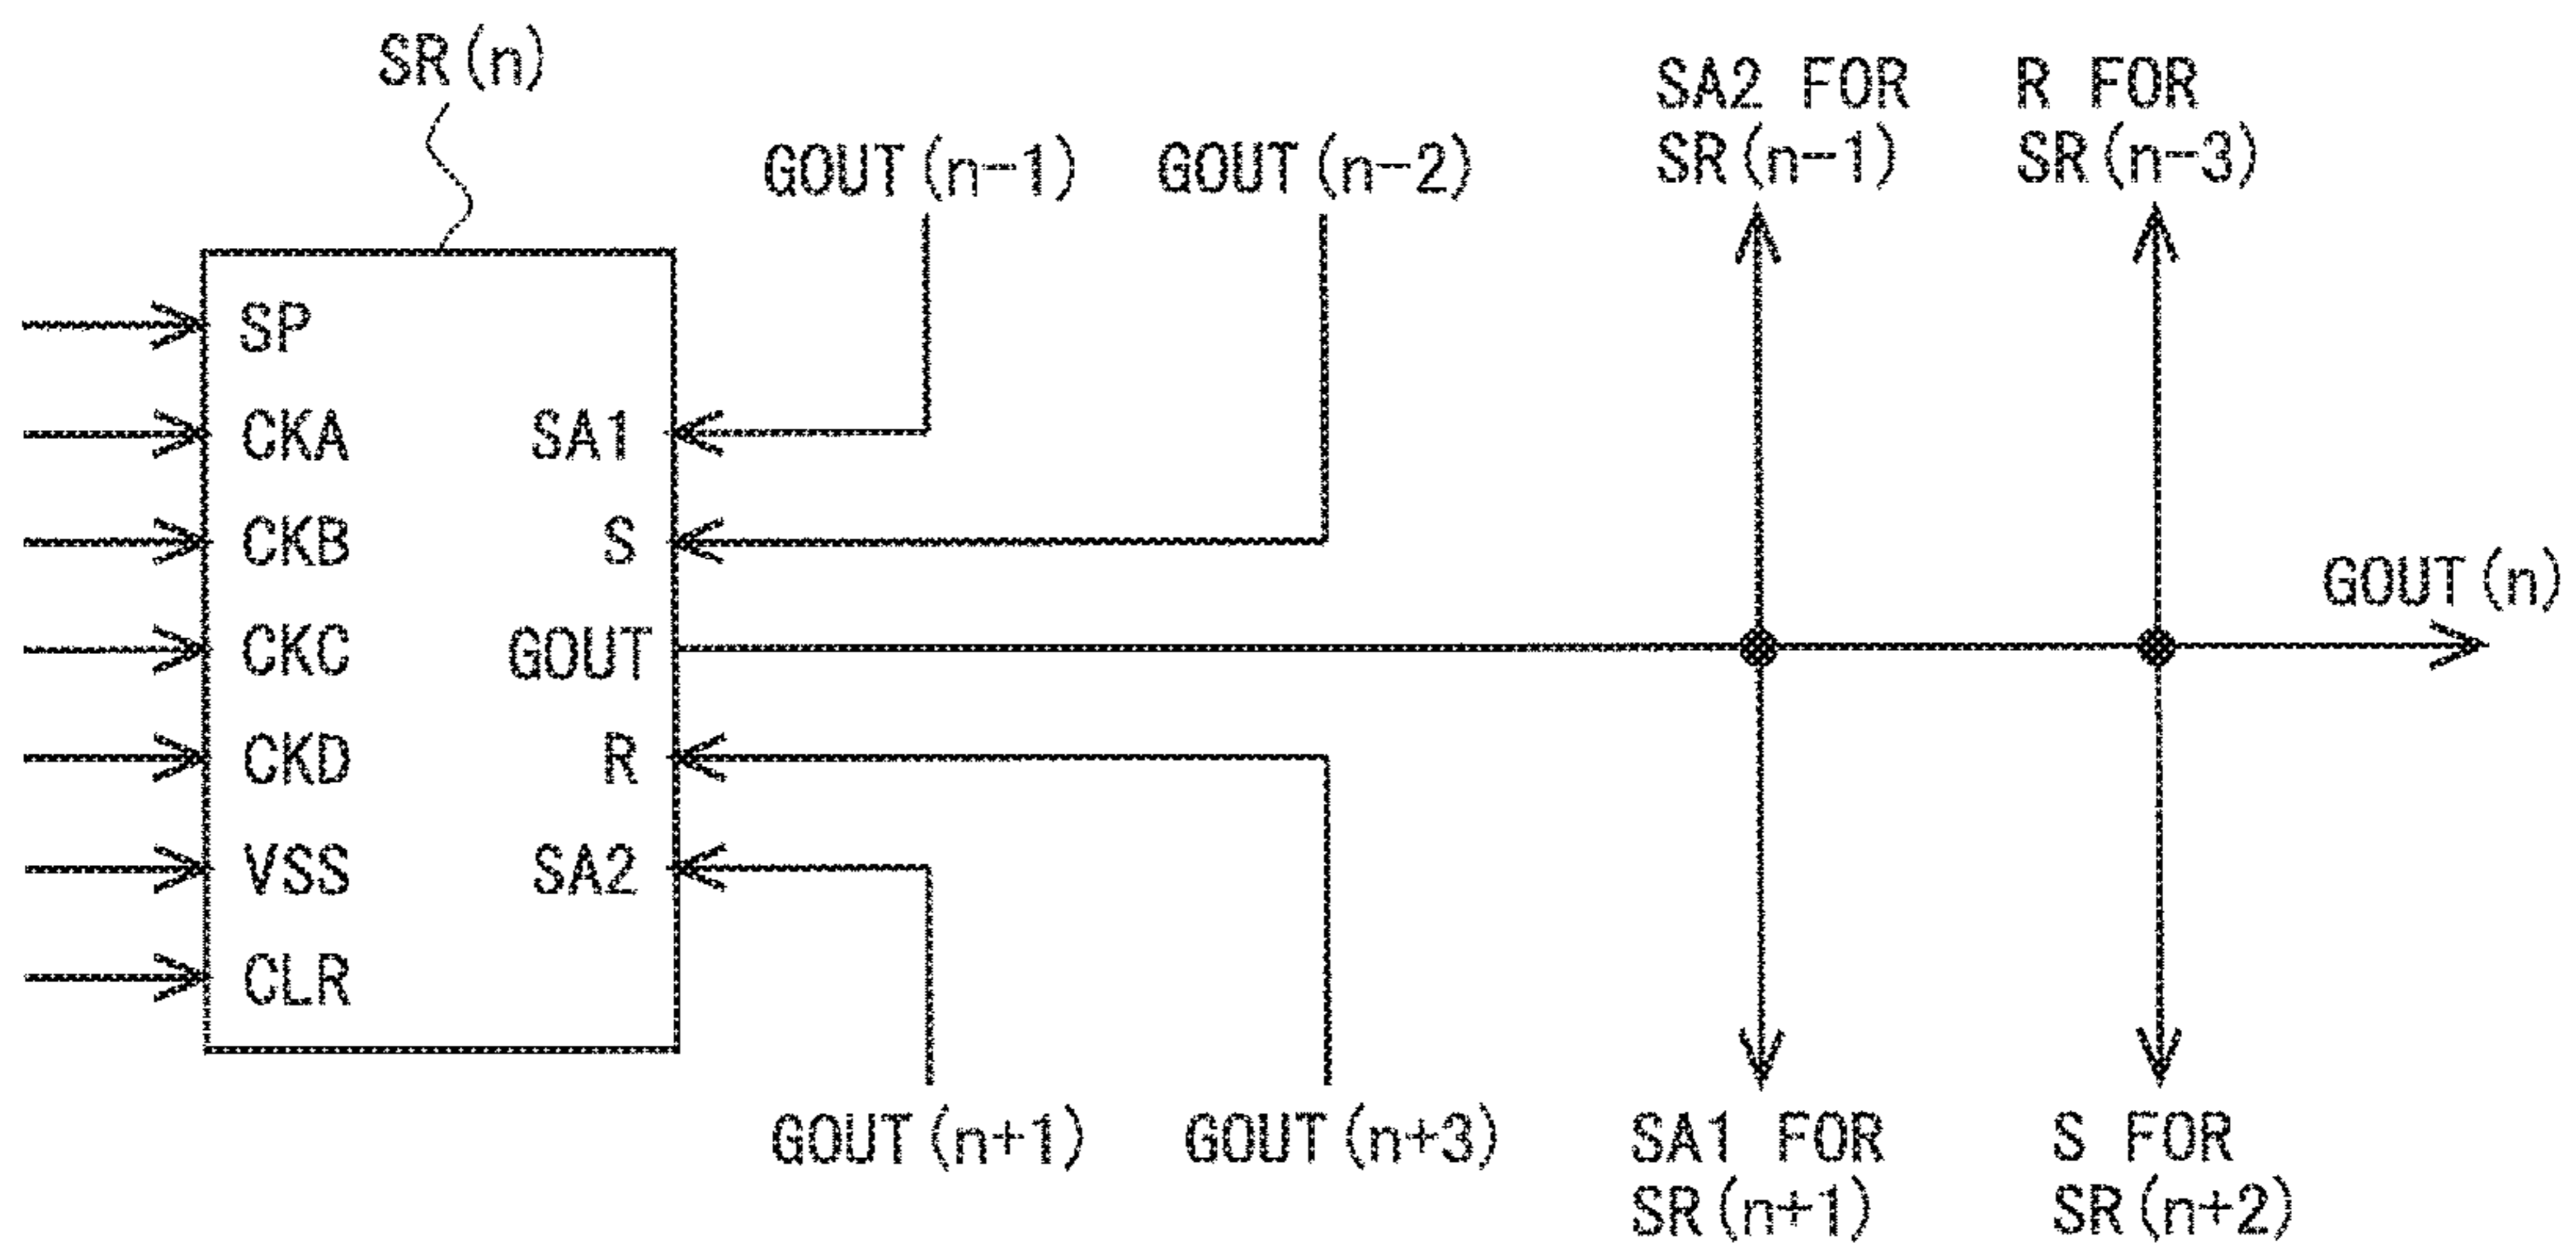 SR(n)
GOUT(n-1)
GOUT(n-2)
SA2 FOR
SR(n-1)
R FOR
SR(n-3)
SP
CKA
CKB
CKC
CKD
VSS
CLR
SA1
S
GOUT
R
SA2
GOUT(n)
GOUT(n+1)
GOUT(n+3)
SA1 FOR
SR(n+1)
S FOR
SR(n+2)